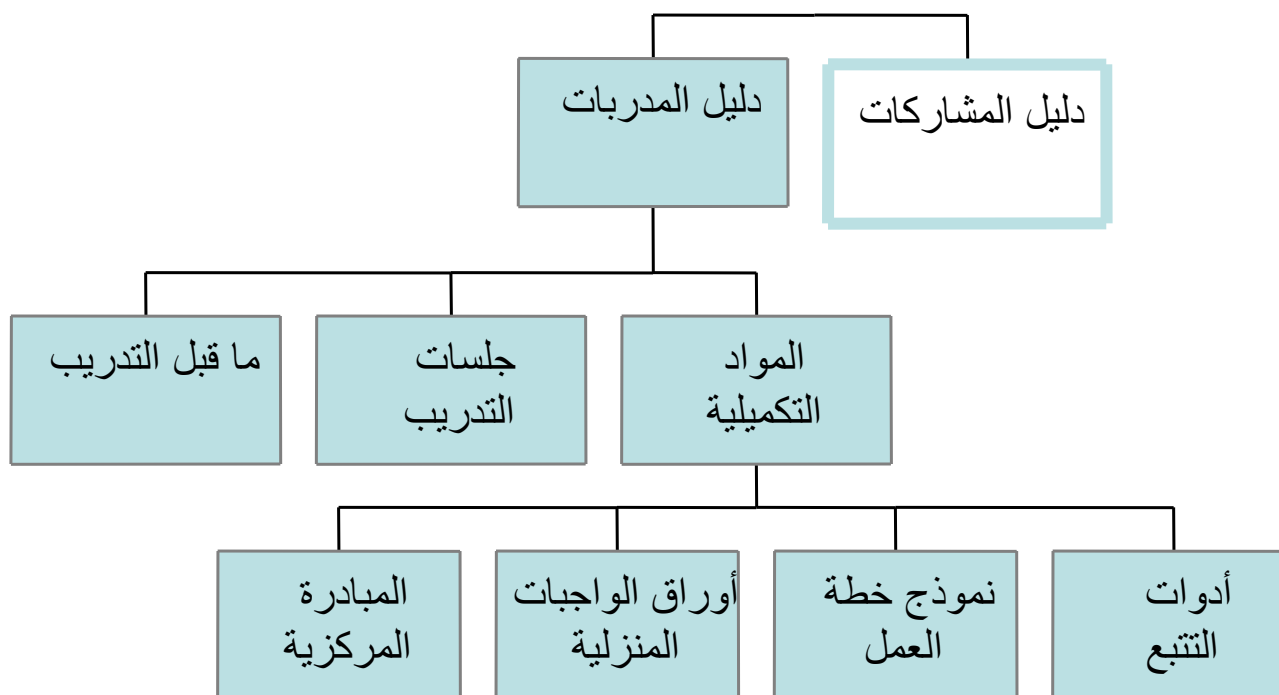 دليل المشاركات
دليل المدربات
المواد
التكميلية
جلسات
التدريب
ما قبل التدريب
أدوات
التتبع
نموذج خطة
العمل
أوراق الواجبات
المنزلية
المبادرة
المركزية